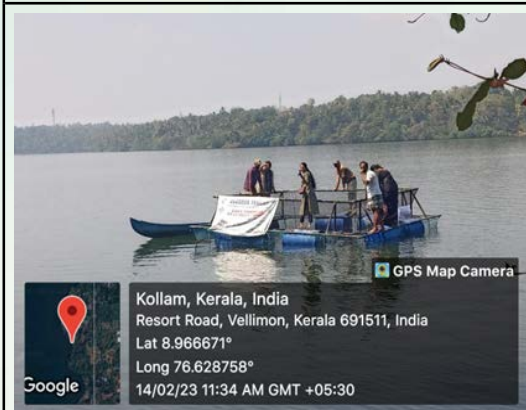 GPS Map Camera
Kollam, Kerala, India
Resort Road, Vellimon, Kerala 691511, India
Lat 8.966671°
Long 76.628758°
14/02/23 11:34 AM GMT +05:30
Google